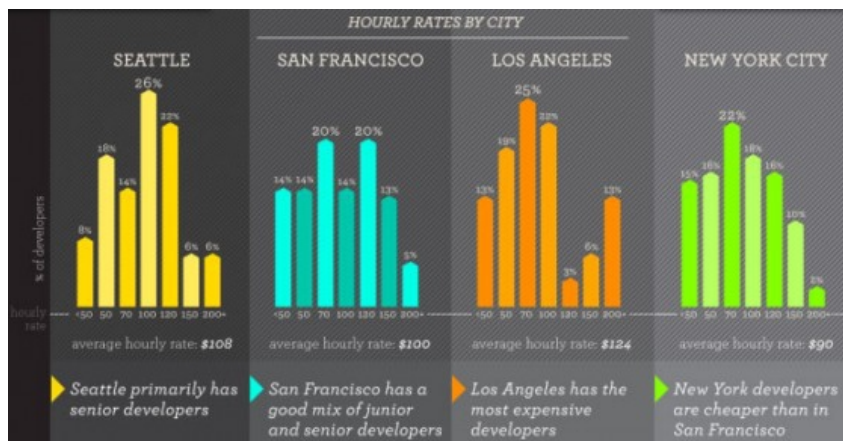 HOURLY RATES BY CITY
SEATTLE
SAN FRANCISCO
LOS ANGELES
NEW YORK CITY
% of developers
8%
18%
14%
26%
22%
6%
6%
14%
14%
20%
14%
20%
13%
5%
13%
19%
25%
22%
3%
6%
13%
15%
16%
22%
18%
16%
10%
2%
hourly
rate
<50 50 70 100 120 150 200+
<50 50 70 100 120 150 200+
<50 50 70 100 120 150 200+
<50 50 70 100 120 150 200+
average hourly rate: $108
average hourly rate: $100
average hourly rate: $124
average hourly rate: $90
Seattle primarily has
senior developers
San Francisco has a
good mix of junior
and senior developers
Los Angeles has the
most expensive
developers
New York developers
are cheaper than in
San Francisco